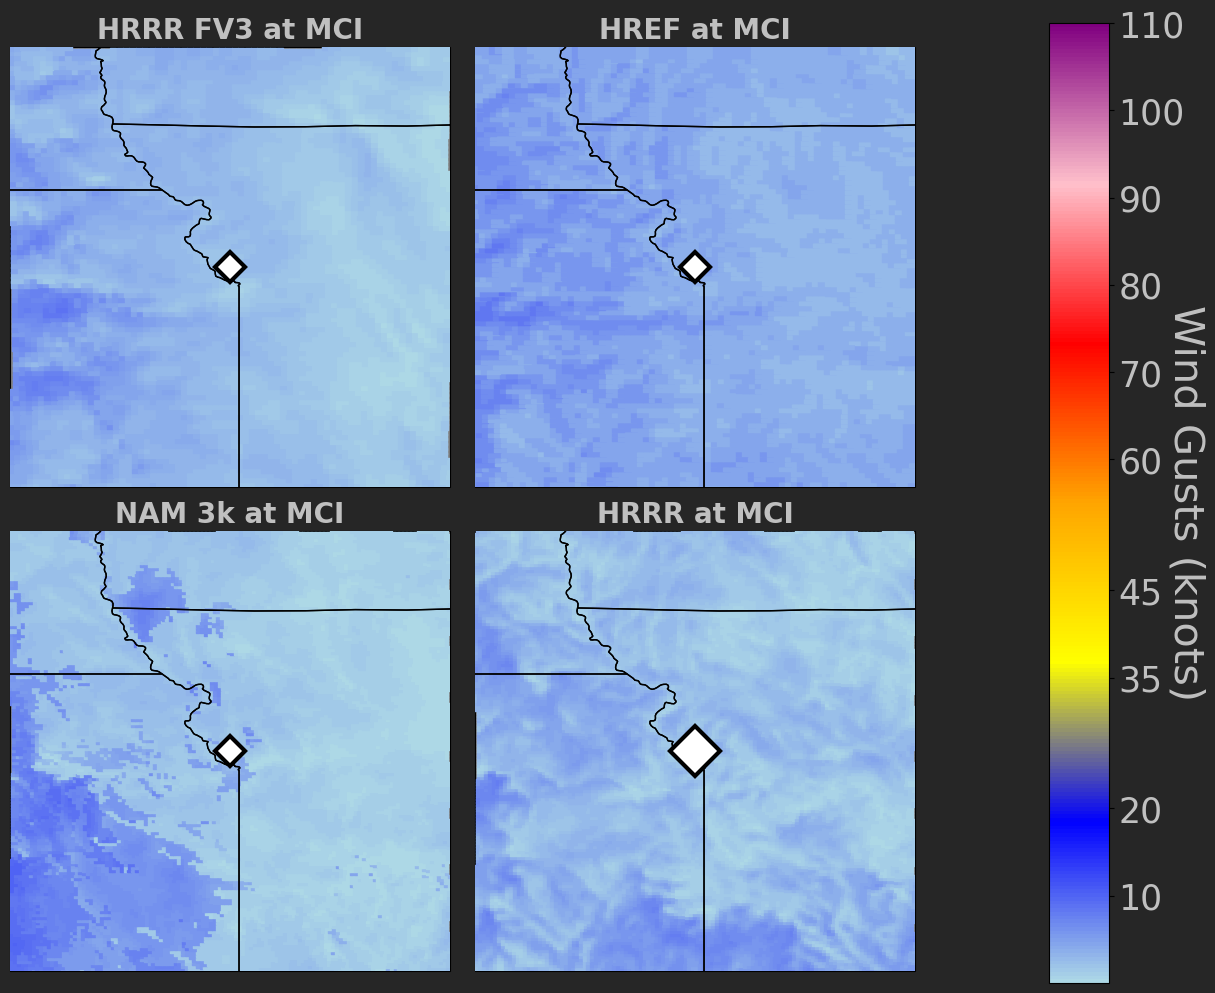 HRRR FV3 at MCI
HREF at MCI
NAM 3k at MCI
HRRR at MCI
110
100
90
80
70
60
45
35
20
10
Wind Gusts (knots)